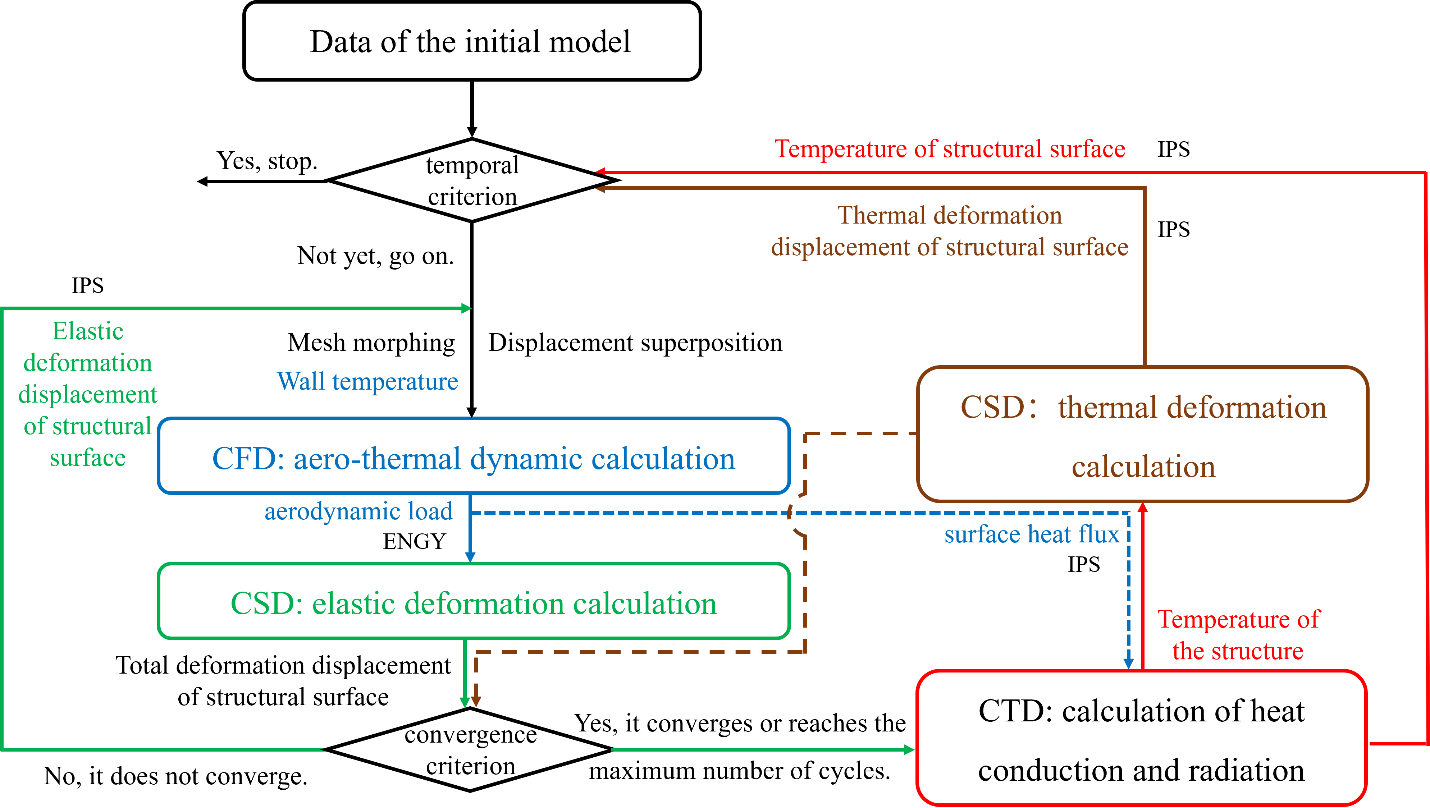 Data of the initial model
Yes, stop.
temporal
criterion
Temperature of structural surface
IPS
Thermal deformation
displacement of structural surface
IPS
Not yet, go on.
IPS
Elastic
deformation
displacement
of structural
surface
Mesh morphing
Displacement superposition
Wall temperature
CFD: aero-thermal dynamic calculation
CSD：thermal deformation
calculation
aerodynamic load
ENGY
surface heat flux
IPS
CSD: elastic deformation calculation
Temperature of
the structure
Total deformation displacement
of structural surface
convergence
criterion
Yes, it converges or reaches the
maximum number of cycles.
No, it does not converge.
CTD: calculation of heat
conduction and radiation